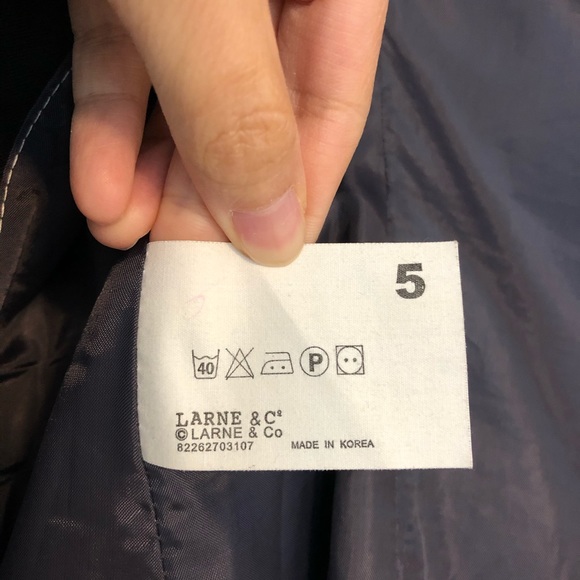 5
40 P
LARNE & Cº
© LARNE & Co
82262703107 MADE IN KOREA